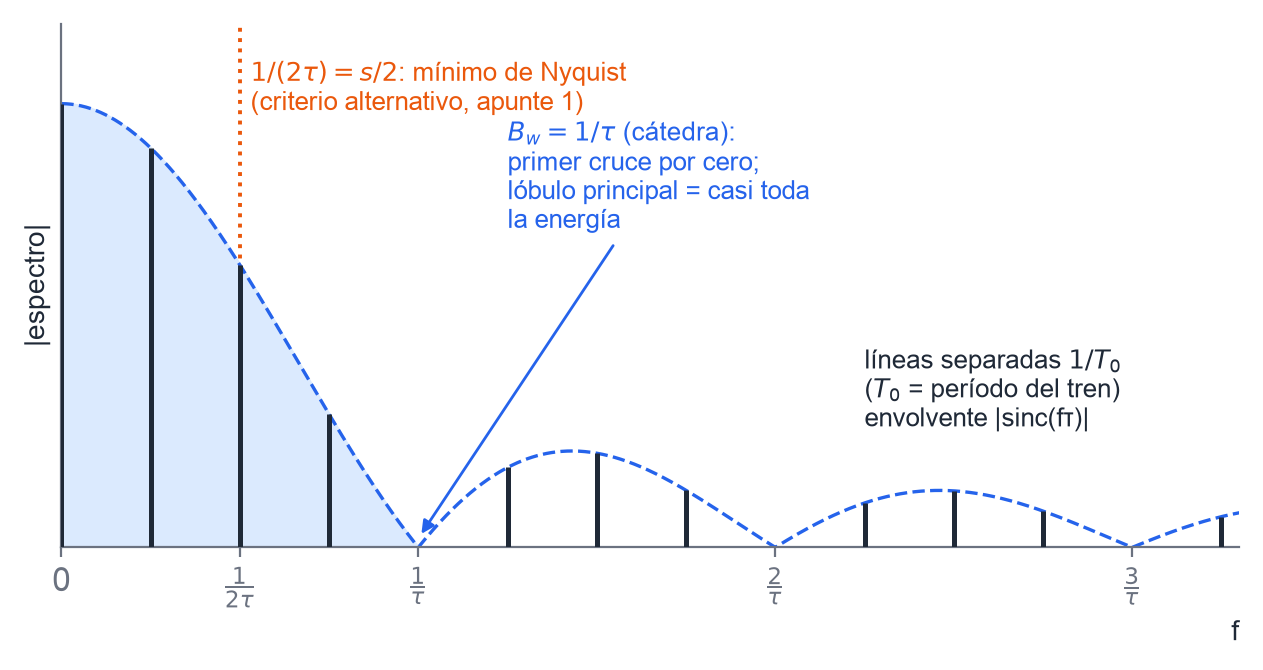 1/(2τ) = s/2: mínimo de Nyquist
(criterio alternativo, apunte 1)
B_w = 1/τ (cátedra):
primer cruce por cero;
lóbulo principal = casi toda
la energía
|espectro|
líneas separadas 1/T₀
(T₀ = período del tren)
envolvente |sinc(fτ)|
0
1/2τ
1/τ
2/τ
3/τ
f